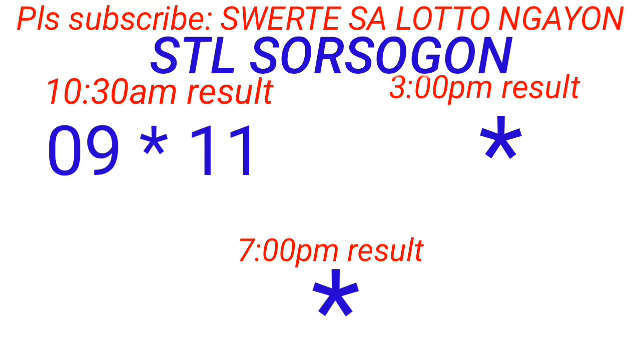 Pls subscribe: SWERTE SA LOTTO NGAYON
STL SORSOGON
10:30am result
09 * 11
3:00pm result
*
7:00pm result
*